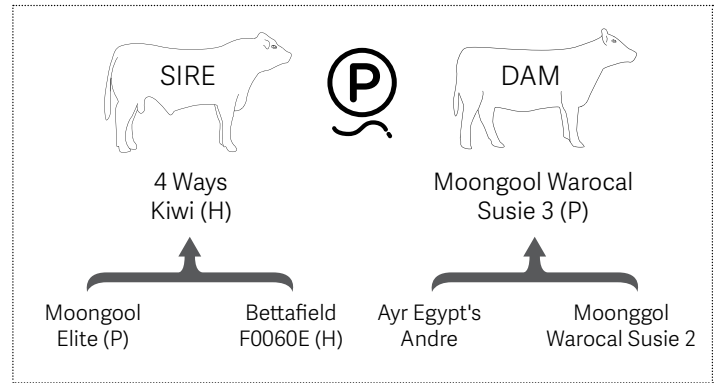 SIRE
P
DAM
4 Ways
Kiwi (H)
Moongool Warocal
Susie 3 (P)
Moongool
Elite (P)
Bettafield
F0060E (H)
Ayr Egypt's
Andre
Moonggol
Warocal Susie 2